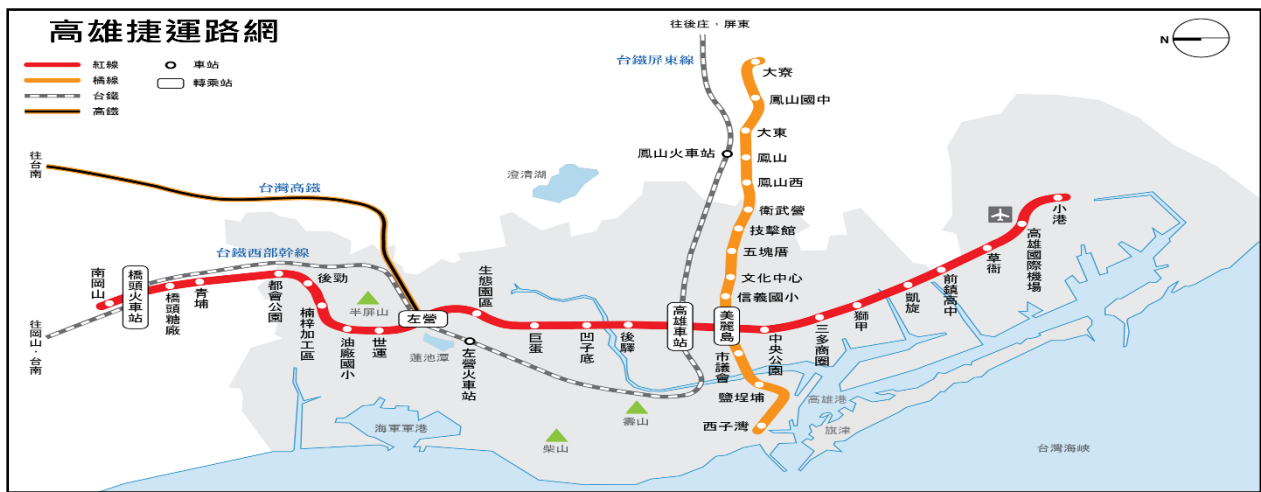 高雄捷運路網
紅線
橘線
台鐵
高鐵
車站
轉乘站
往後庄．屏東
N
台鐵屏東線
大寮
鳳山國中
大東
鳳山火車站
鳳山
鳳山西
衛武營
技擊館
五塊厝
文化中心
信義國小
往台南
台灣高鐵
澄清湖
台鐵西部幹線
南岡山
橋頭火車站
橋頭糖廠
青埔
都會公園
後勁
楠梓加工區
油廠國小
世運
半屏山
左營
蓮池潭
左營火車站
生態園區
巨蛋
凹子底
後驛
高雄車站
美麗島
市議會
鹽埕埔
西子灣
中央公園
三多商圈
獅甲
凱旋
前鎮高中
草衙
高雄國際機場
小港
往岡山．台南
海軍軍港
柴山
壽山
高雄港
旗津
台灣海峽